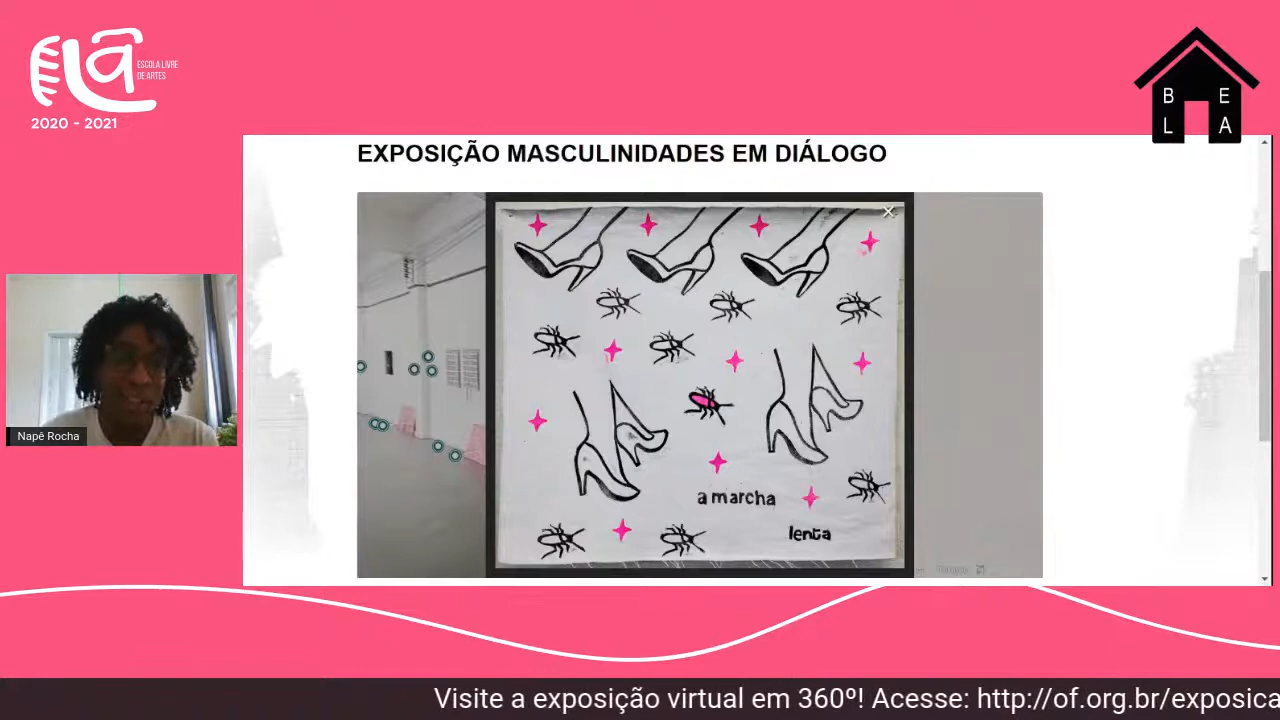 ELÃ
ESCOLA LIVRE
DE ARTES
2020 - 2021
B E
L A
EXPOSIÇÃO MASCULINIDADES EM DIÁLOGO
a marcha
lenta
Napê Rocha
Visite a exposição virtual em 360º! Acesse: http://of.org.br/exposica